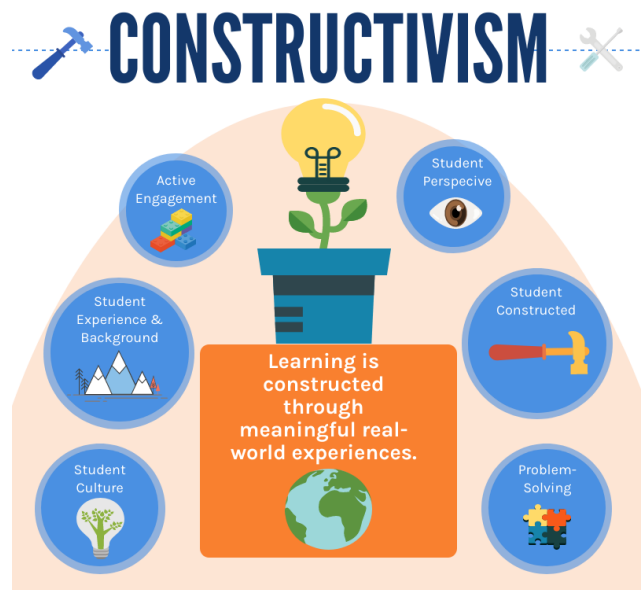 CONSTRUCTIVISM
Active
Engagement
Student
Perspecive
Student
Experience &
Background
Student
Constructed
Learning is
constructed
through
meaningful real-
world experiences.
Student
Culture
Problem-
Solving